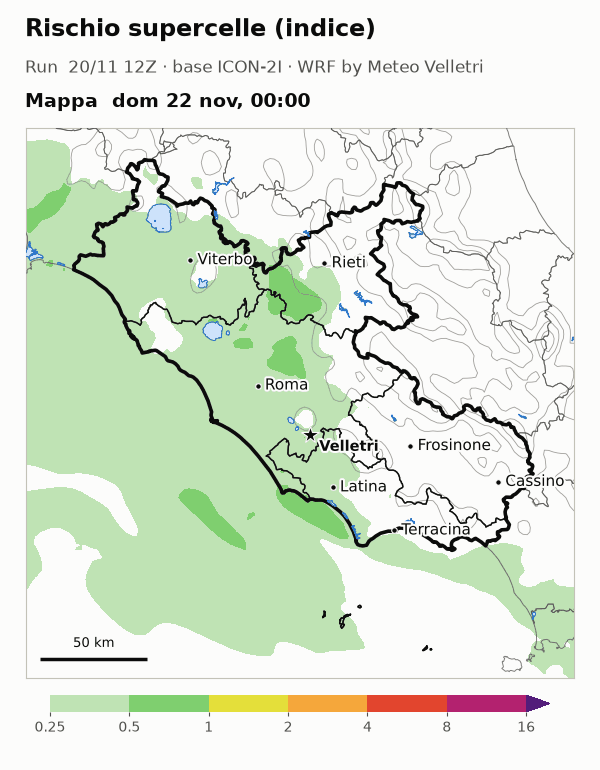 Rischio supercelle (indice)
Run  20/11 12Z · base ICON-2I · WRF by Meteo Velletri
Mappa  dom 22 nov, 00:00
Viterbo
Rieti
Roma
Velletri
Frosinone
Cassino
Latina
Terracina
50 km
0.25 0.5 1 2 4 8 16